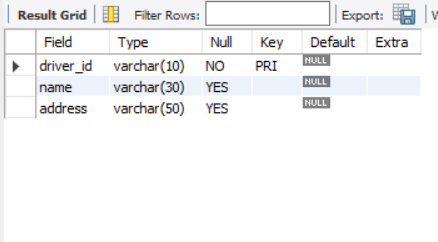 Result Grid Filter Rows: Export:
Field Type Null Key Default Extra
driver_id varchar(10) NO PRI NULL
name varchar(30) YES NULL
address varchar(50) YES NULL